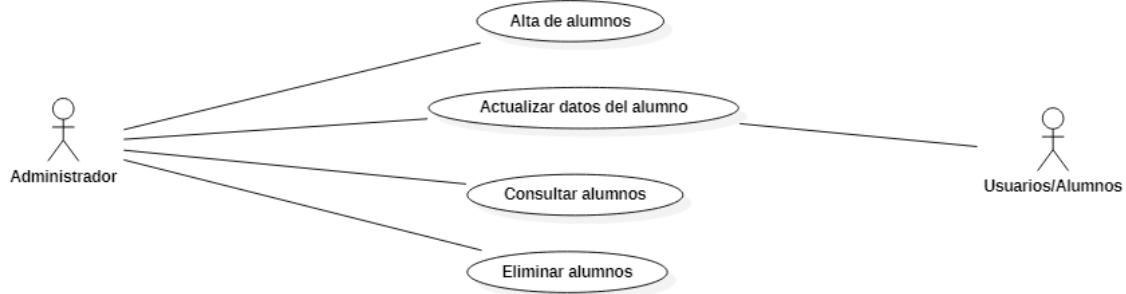 Alta de alumnos
Actualizar datos del alumno
Administrador
Usuarios/Alumnos
Consultar alumnos
Eliminar alumnos